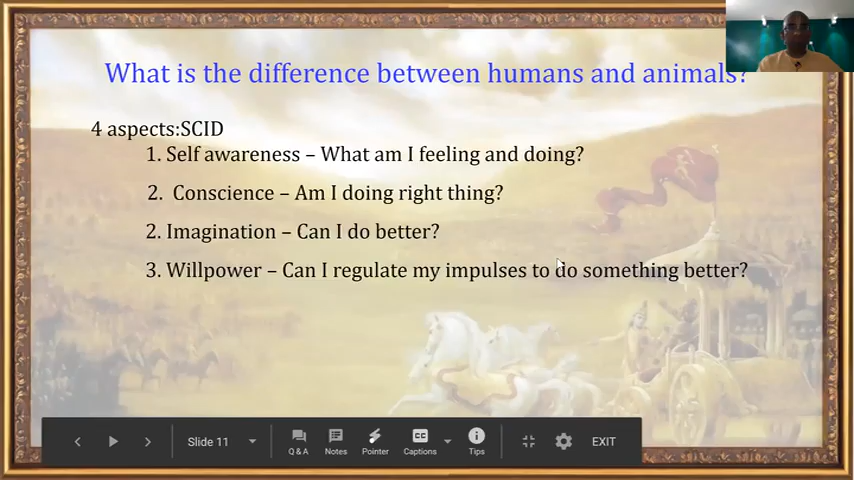 What is the difference between humans and animals?
4 aspects:SCID
1. Self awareness – What am I feeling and doing?
2. Conscience – Am I doing right thing?
2. Imagination – Can I do better?
3. Willpower – Can I regulate my impulses to do something better?
Slide 11
Q & A
Notes
Pointer
CC
Captions
Tips
EXIT